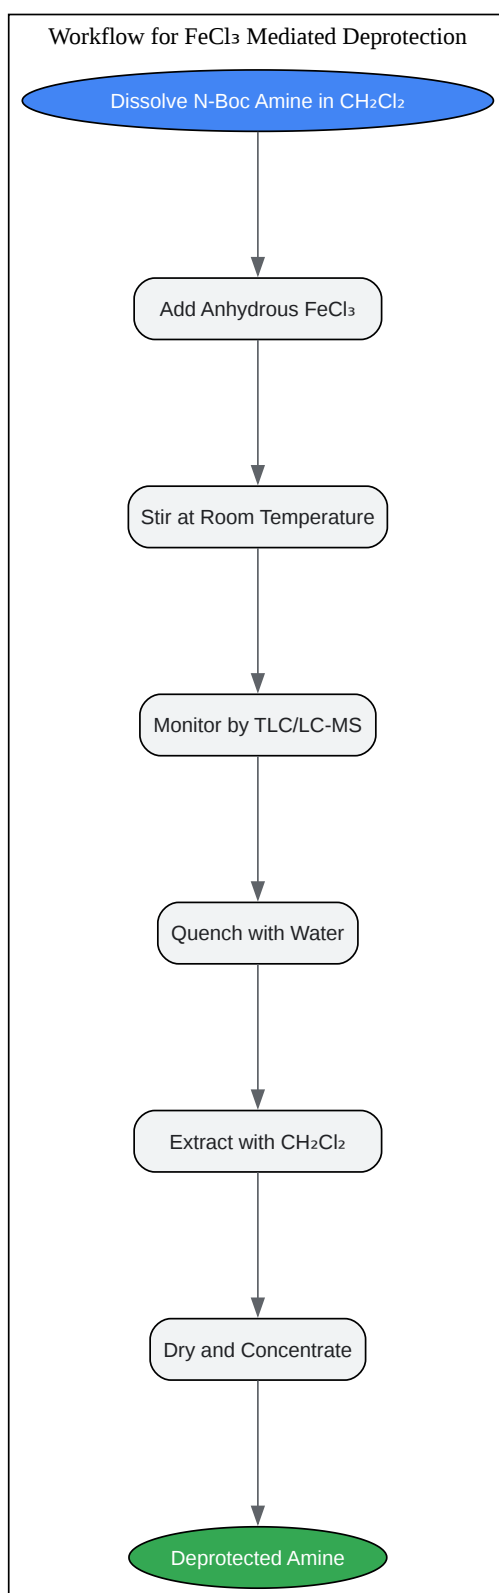 Workflow for FeCl₃ Mediated Deprotection
Dissolve N-Boc Amine in CH₂Cl₂
Add Anhydrous FeCl₃
Stir at Room Temperature
Monitor by TLC/LC-MS
Quench with Water
Extract with CH₂Cl₂
Dry and Concentrate
Deprotected Amine